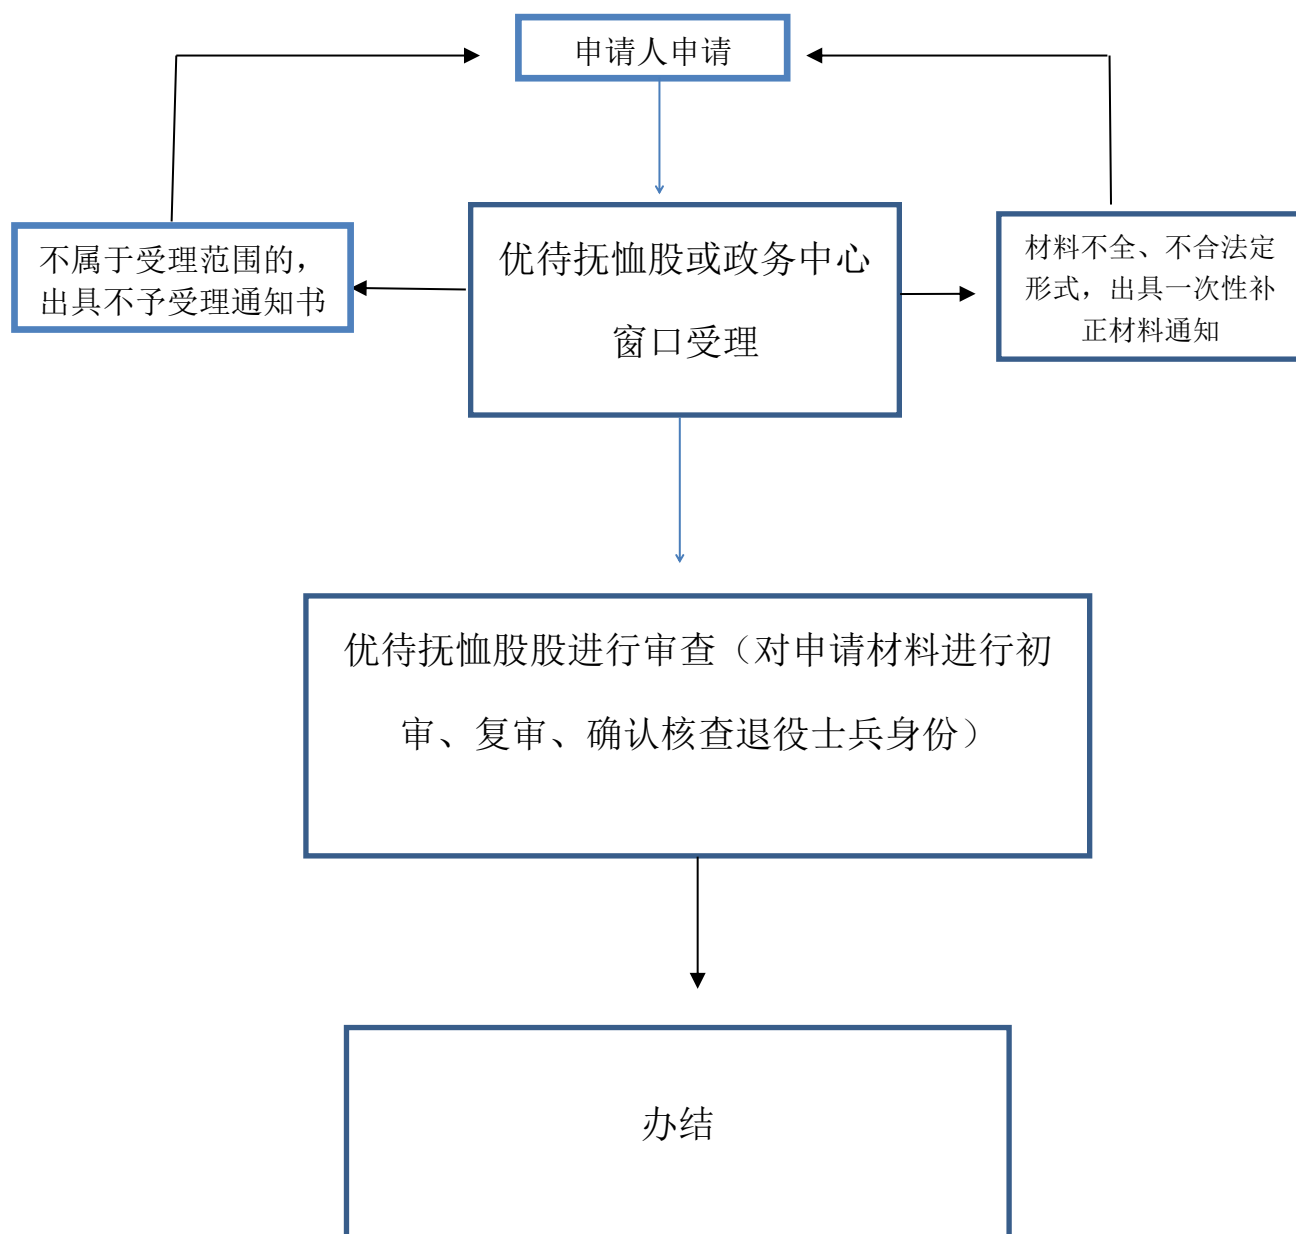 申请人申请
不属于受理范围的，
出具不予受理通知书
优待抚恤股或政务中心
窗口受理
材料不全、不合法定
形式，出具一次性补
正材料通知
优待抚恤股股进行审查（对申请材料进行初
审、复审、确认核查退役士兵身份）
办结